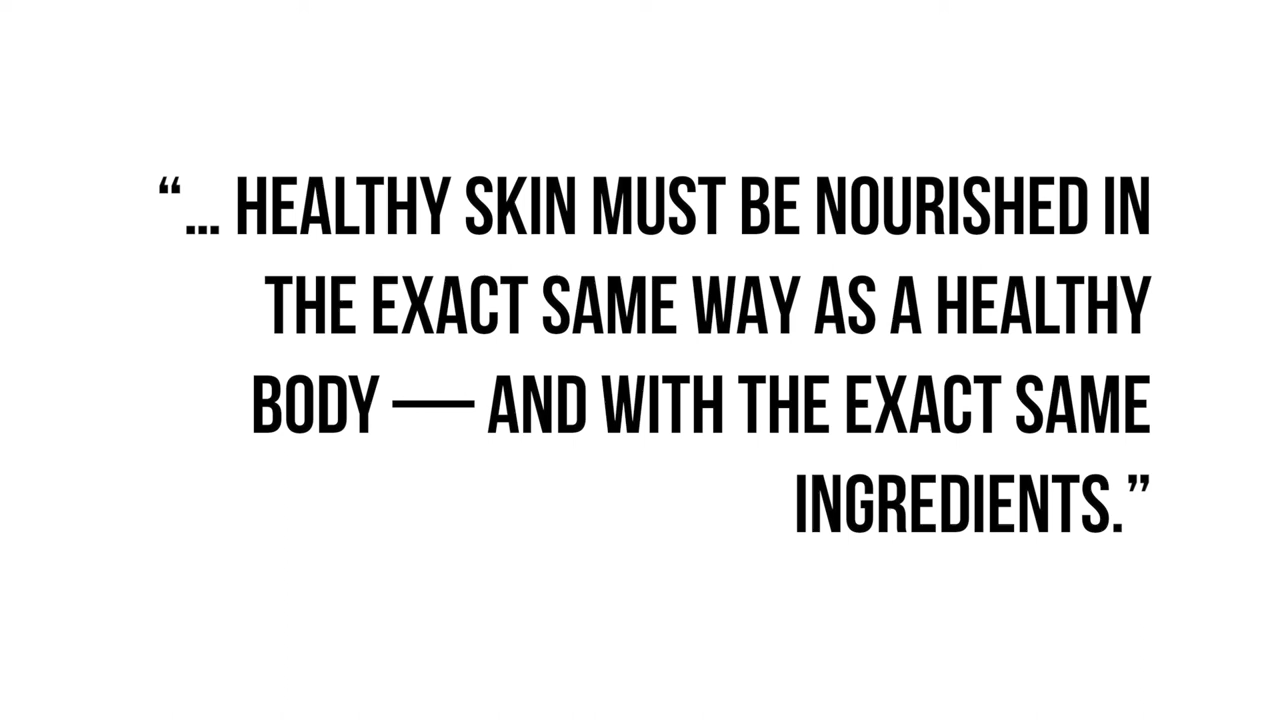 “... HEALTHY SKIN MUST BE NOURISHED IN
THE EXACT SAME WAY AS A HEALTHY
BODY — AND WITH THE EXACT SAME
INGREDIENTS.”